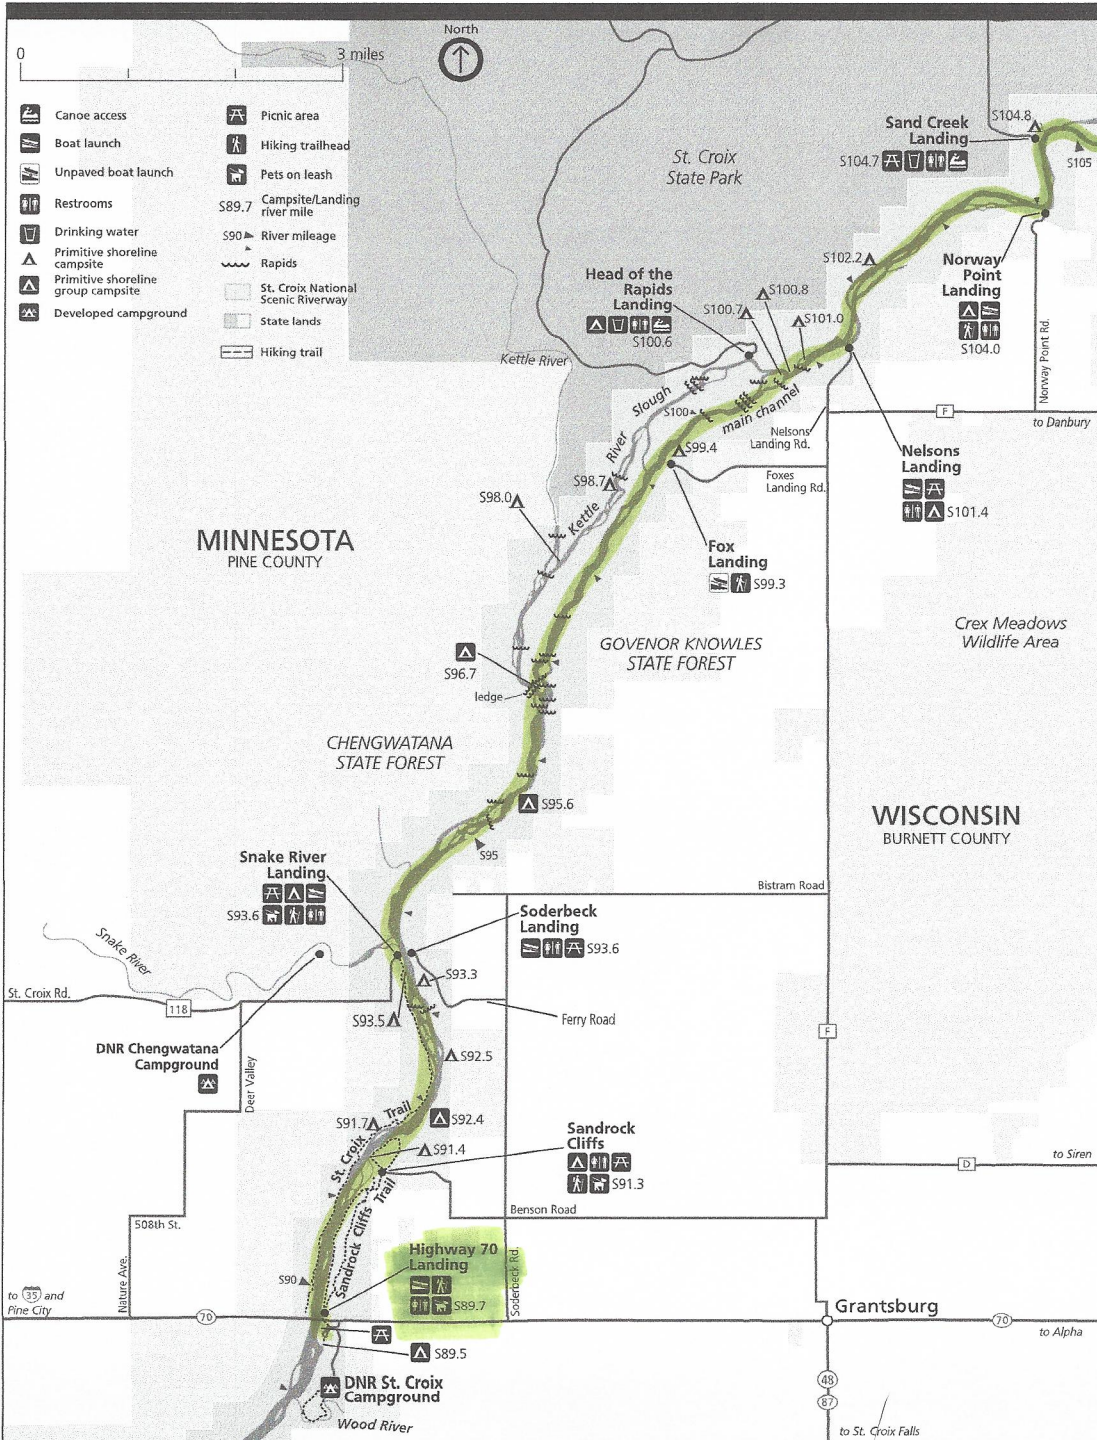 0
3 miles
North
Canoe access
Boat launch
Unpaved boat launch
Restrooms
Drinking water
Primitive shoreline
campsite
Primitive shoreline
group campsite
Developed campground
Picnic area
Hiking trailhead
Pets on leash
S89.7 Campsite/Landing
river mile
S90 River mileage
Rapids
St. Croix National
Scenic Riverway
State lands
Hiking trail
St. Croix
State Park
S104.8
Sand Creek
Landing
S104.7
S105
S102.2
Norway
Point
Landing
S104.0
Norway Point Rd.
Head of the
Rapids
Landing
S100.6
S100.8
S100.7
S101.0
Kettle River
Kettle River Slough
S100
main channel
Nelsons
Landing Rd.
F
to Danbury
S99.4
Foxes
Landing Rd.
Nelsons
Landing
S101.4
S98.7
S98.0
MINNESOTA
PINE COUNTY
Fox
Landing
S99.3
Crex Meadows
Wildlife Area
GOVENOR KNOWLES
STATE FOREST
S96.7
ledge
CHENGWATANA
STATE FOREST
S95.6
WISCONSIN
BURNETT COUNTY
S95
Snake River
Landing
S93.6
Bistram Road
Soderbeck
Landing
S93.6
Snake River
S93.3
St. Croix Rd.
118
S93.5
Ferry Road
F
DNR Chengwatana
Campground
Deer Valley
S92.5
S92.4
S91.7
St. Croix Trail
S91.4
Sandrock
Cliffs
S91.3
D
to Siren
Sandrock Cliffs Trail
Benson Road
508th St.
Nature Ave.
Highway 70
Landing
S89.7
Soderbeck Rd.
S90
to 35 and
Pine City
70
Grantsburg
70
to Alpha
S89.5
DNR St. Croix
Campground
Wood River
48
87
to St. Croix Falls